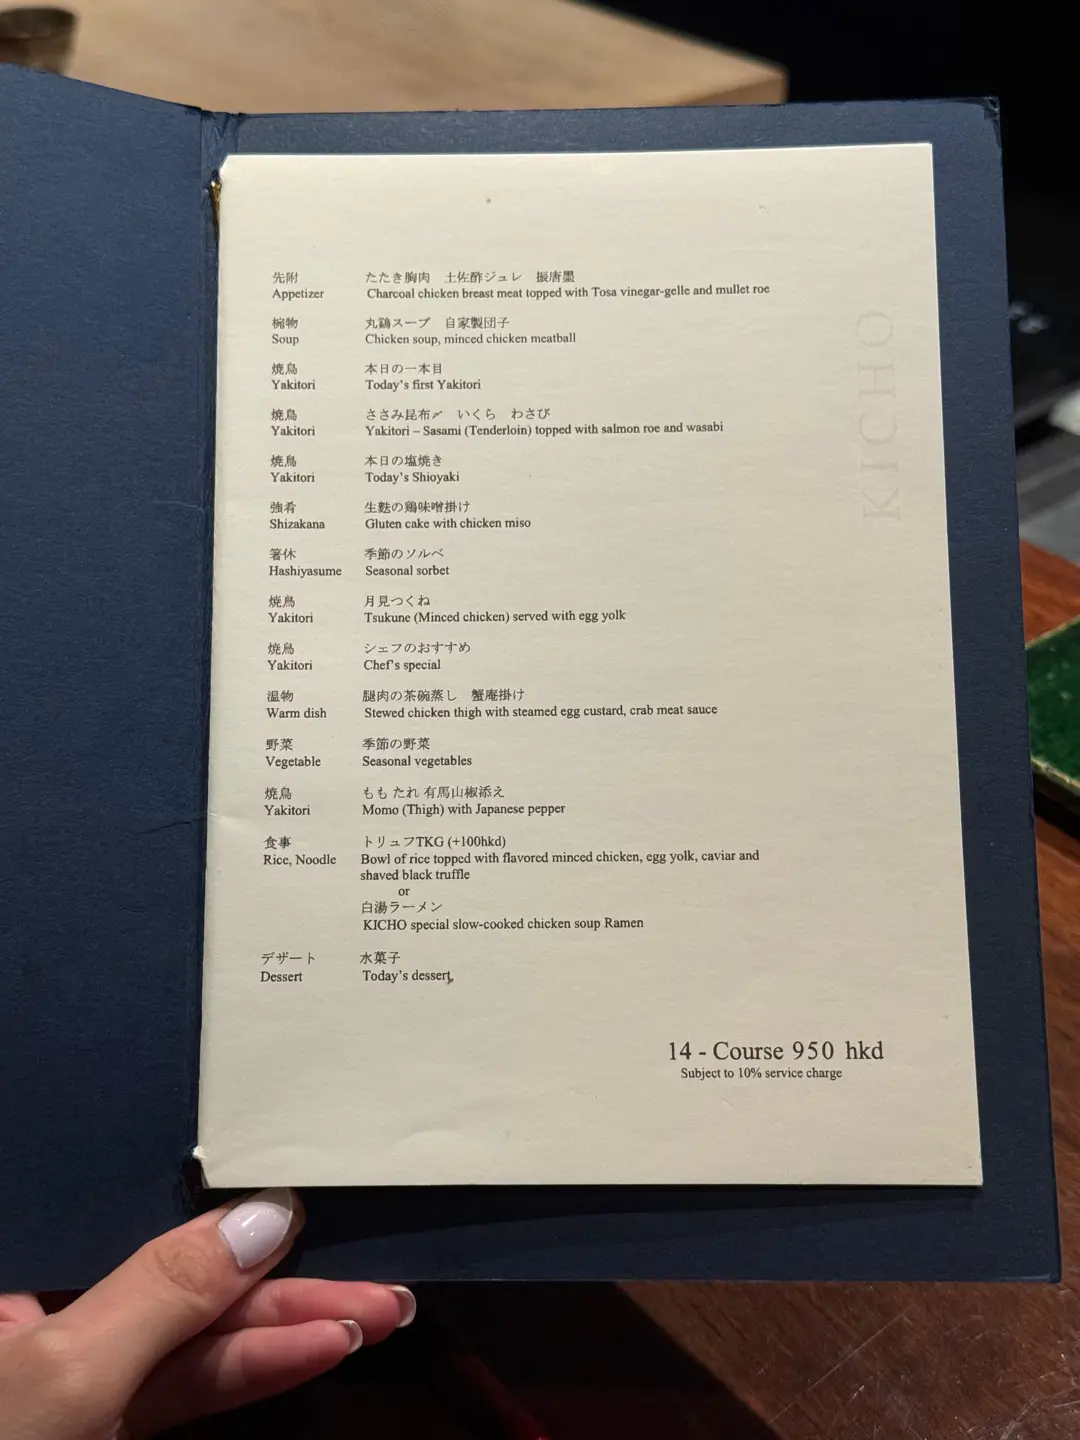 先附 たたき胸肉 土佐酢ジュレ 振唐墨
Appetizer Charcoal chicken breast meat topped with Tosa vinegar-gelle and mullet roe
椀物 丸鶏スープ 自家製団子
Soup Chicken soup, minced chicken meatball
焼鳥 本日の一本目
Yakitori Today's first Yakitori
焼鳥 ささみ昆布〆 いくら わさび
Yakitori Yakitori – Sasami (Tenderloin) topped with salmon roe and wasabi
焼鳥 本日の塩焼き
Yakitori Today's Shioyaki
強肴 生麩の鶏味噌掛け
Shizakana Gluten cake with chicken miso
箸休 季節のソルベ
Hashiyasume Seasonal sorbet
焼鳥 月見つくね
Yakitori Tsukune (Minced chicken) served with egg yolk
焼鳥 シェフのおすすめ
Yakitori Chef's special
温物 腿肉の茶碗蒸し 蟹庵掛け
Warm dish Stewed chicken thigh with steamed egg custard, crab meat sauce
野菜 季節の野菜
Vegetable Seasonal vegetables
焼鳥 もも たれ 有馬山椒添え
Yakitori Momo (Thigh) with Japanese pepper
食事 トリュフTKG (+100hkd)
Rice, Noodle Bowl of rice topped with flavored minced chicken, egg yolk, caviar and
shaved black truffle
or
白湯ラーメン
KICHO special slow-cooked chicken soup Ramen
デザート 水菓子
Dessert Today's dessert
14 - Course 950 hkd
Subject to 10% service charge
KICHO